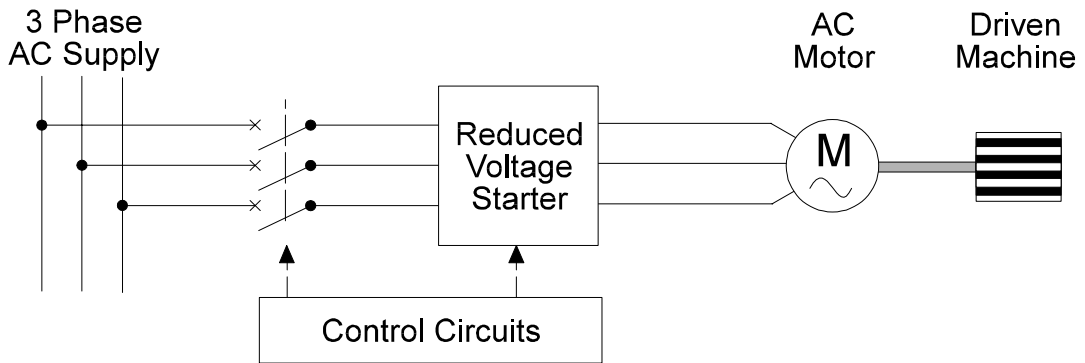 3 Phase
AC Supply
Reduced
Voltage
Starter
AC
Motor
M
Driven
Machine
Control Circuits